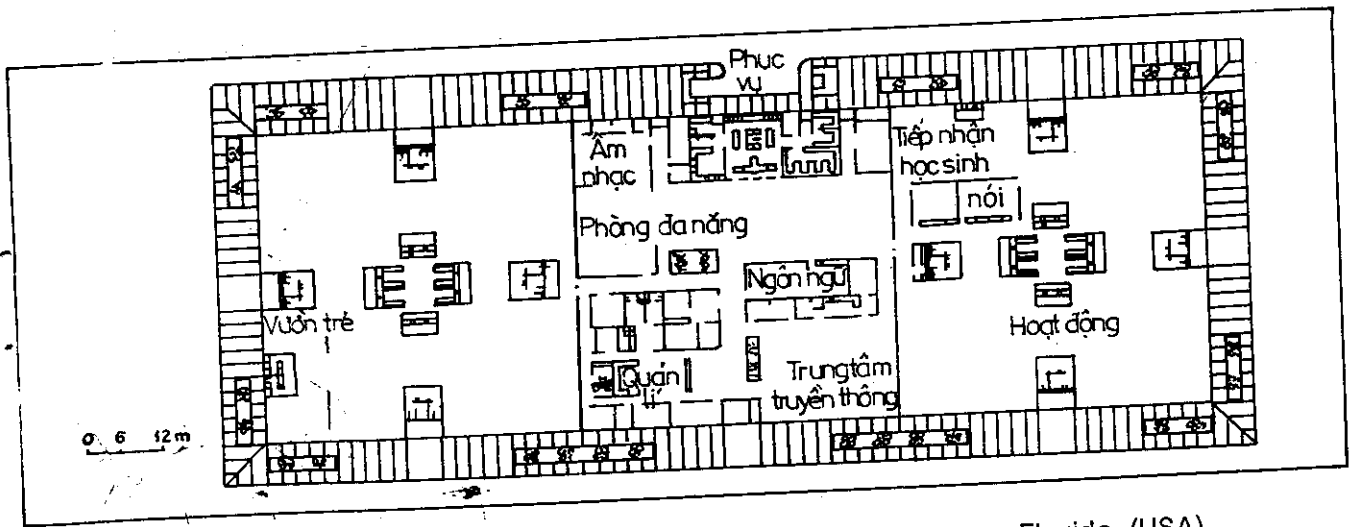 Phục
vụ
Âm
nhạc
Tiếp nhận
học sinh
nói
Phòng đa năng
Ngôn ngữ
Vườn trẻ
Hoạt động
Quản
lí
Trung tâm
truyền thông
0 6 12m
Florida (USA)